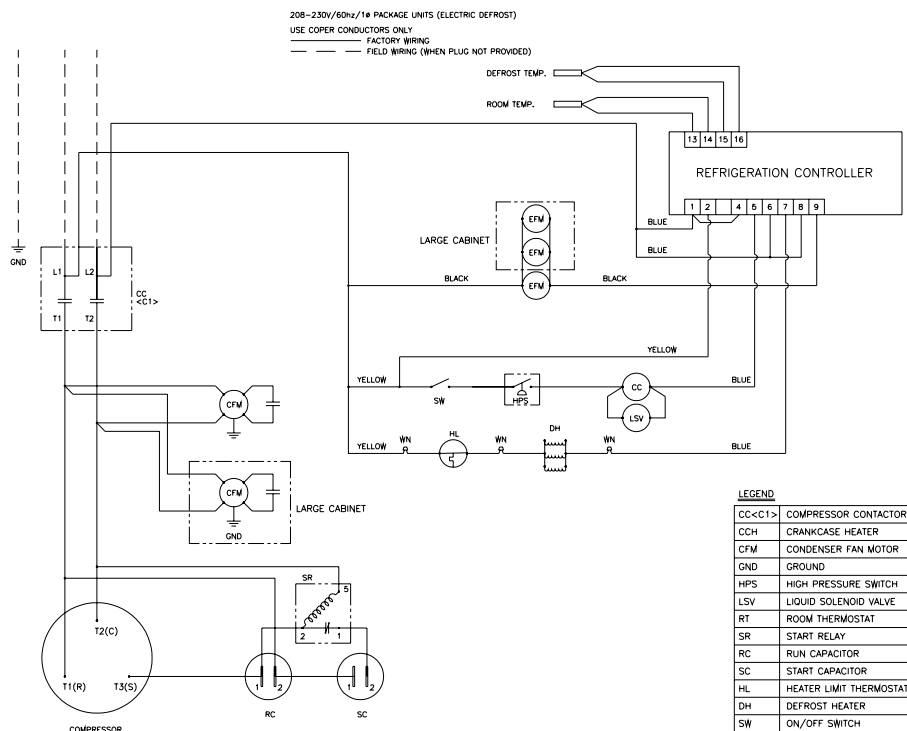 208-230V/60hz/1ø PACKAGE UNITS (ELECTRIC DEFROST)
USE COPER CONDUCTORS ONLY
FACTORY WIRING
FIELD WIRING (WHEN PLUG NOT PROVIDED)
DEFROST TEMP.
ROOM TEMP.
13 14 15 16
REFRIGERATION CONTROLLER
1 2 4 5 6 7 8 9
BLUE
BLUE
EFM
EFM
EFM
LARGE CABINET
BLACK
BLACK
GND
L1 L2
CC
<C1>
T1 T2
YELLOW
YELLOW
SW
HPS
CC
LSV
BLUE
CFM
YELLOW
WN
HL
WN
DH
WN
BLUE
CFM
GND
LARGE CABINET
SR
5
2 1
T2(C)
T1(R)
T3(S)
1 2
1 2
RC
SC
COMPRESSOR
LEGEND
CC<C1> COMPRESSOR CONTACTOR
CCH CRANKCASE HEATER
CFM CONDENSER FAN MOTOR
GND GROUND
HPS HIGH PRESSURE SWITCH
LSV LIQUID SOLENOID VALVE
RT ROOM THERMOSTAT
SR START RELAY
RC RUN CAPACITOR
SC START CAPACITOR
HL HEATER LIMIT THERMOSTAT
DH DEFROST HEATER
SW ON/OFF SWITCH